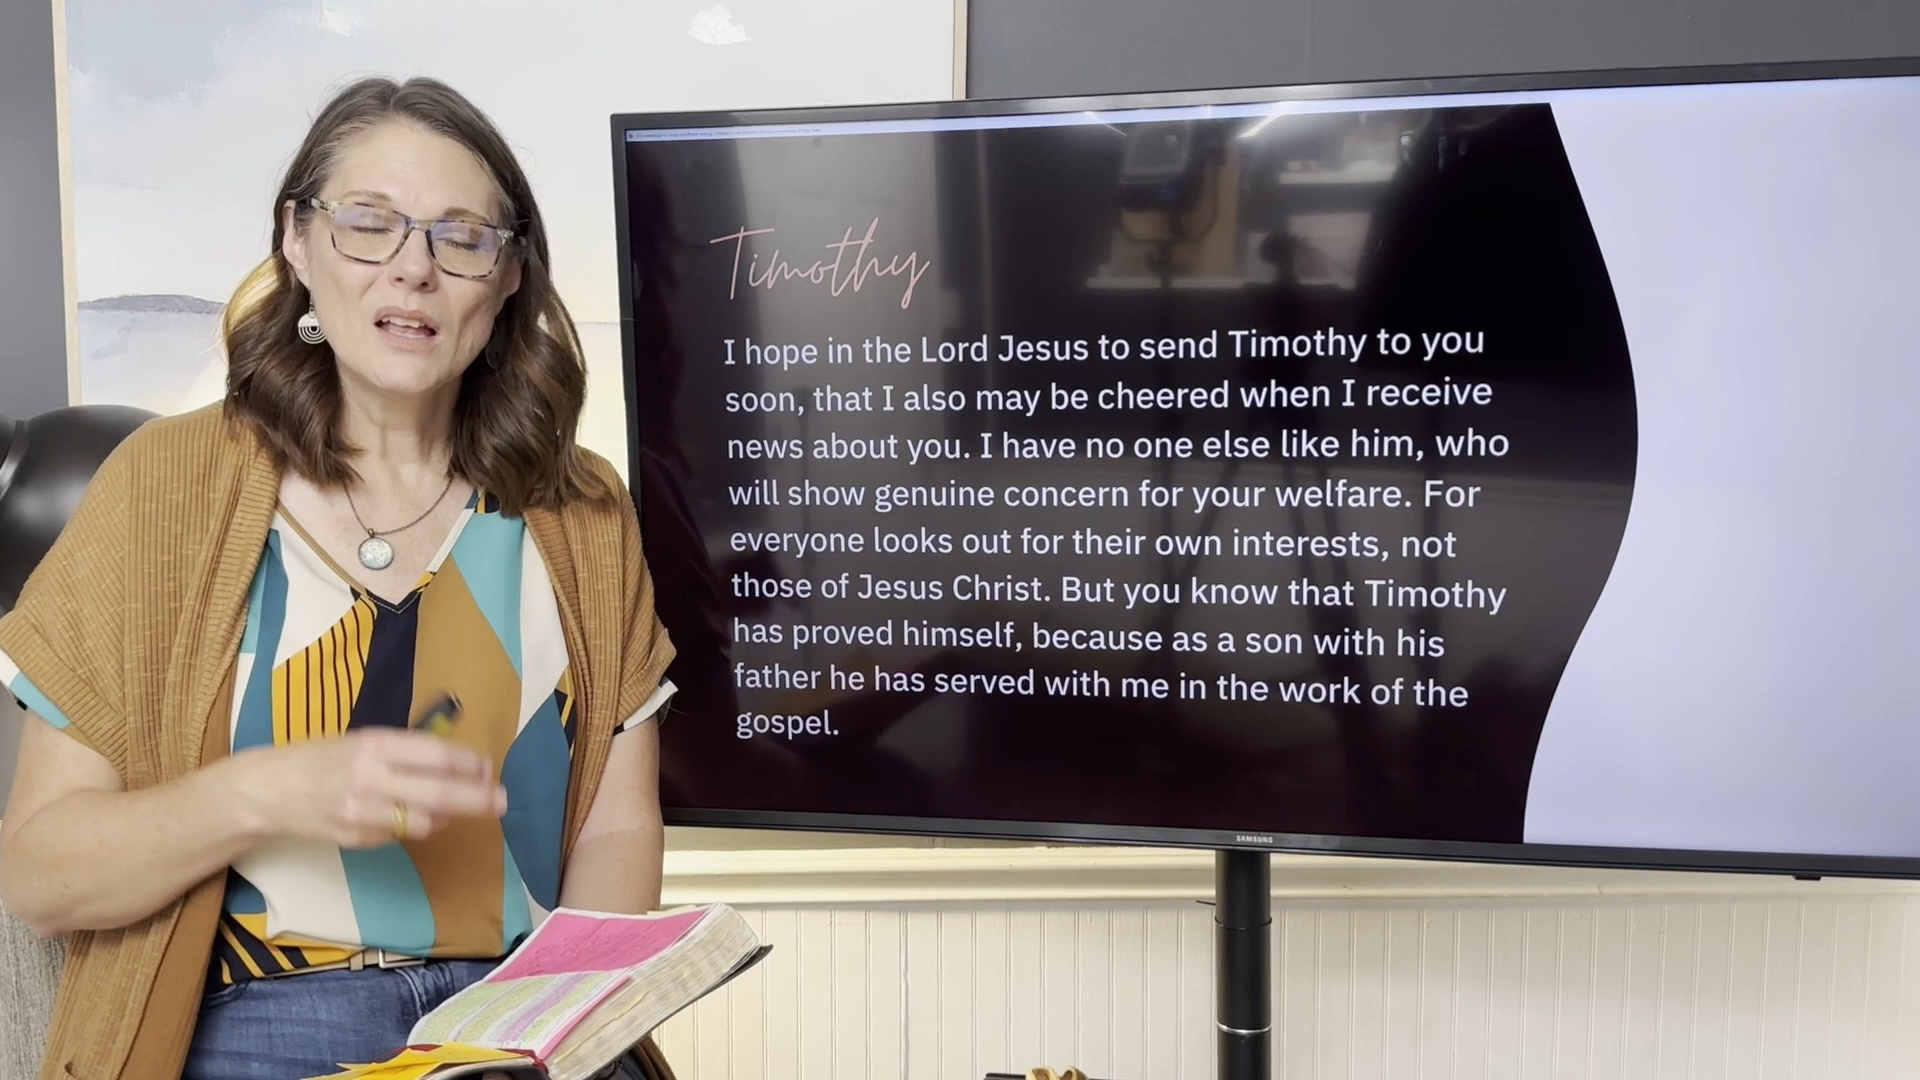 Timothy
I hope in the Lord Jesus to send Timothy to you
soon, that I also may be cheered when I receive
news about you. I have no one else like him, who
will show genuine concern for your welfare. For
everyone looks out for their own interests, not
those of Jesus Christ. But you know that Timothy
has proved himself, because as a son with his
father he has served with me in the work of the
gospel.
SAMSUNG